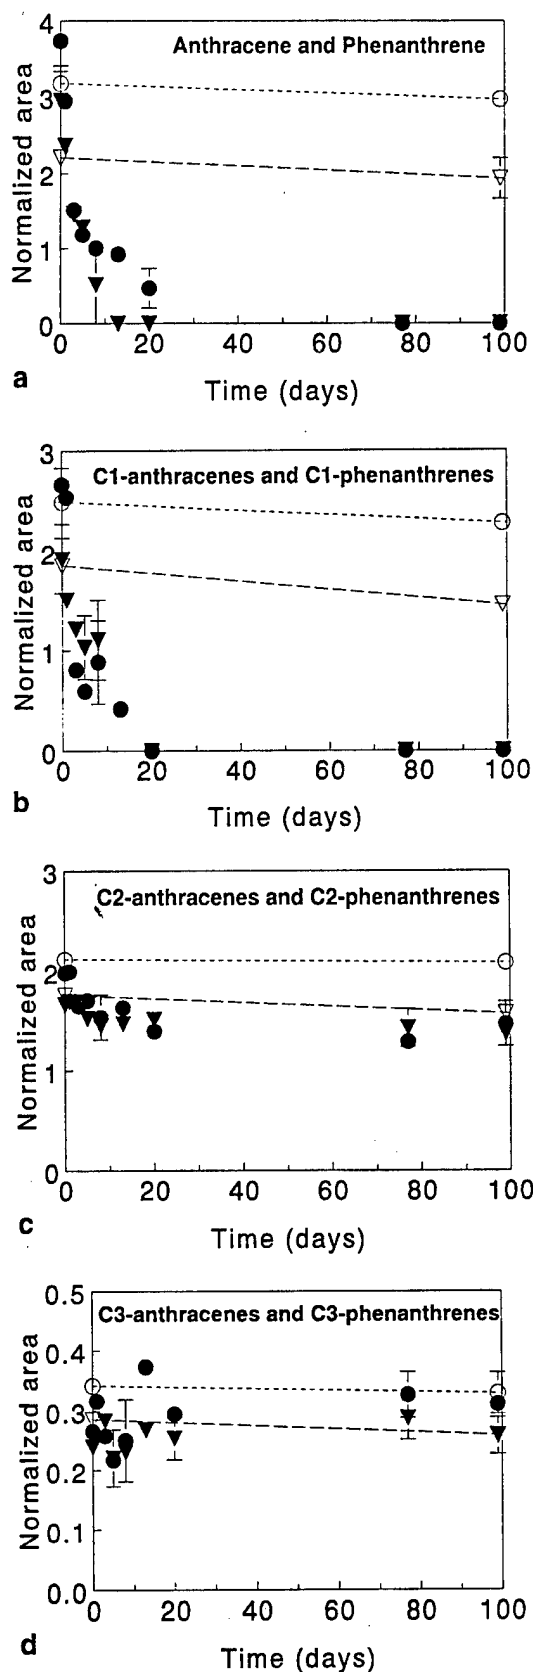 Anthracene and Phenanthrene
Normalized area
4
3
2
1
0
0 20 40 60 80 100
Time (days)
a
C1-anthracenes and C1-phenanthrenes
Normalized area
3
2
1
0
0 20 40 60 80 100
Time (days)
b
C2-anthracenes and C2-phenanthrenes
Normalized area
3
2
1
0
0 20 40 60 80 100
Time (days)
c
C3-anthracenes and C3-phenanthrenes
Normalized area
0.5
0.4
0.3
0.2
0.1
0.0
0 20 40 60 80 100
Time (days)
d